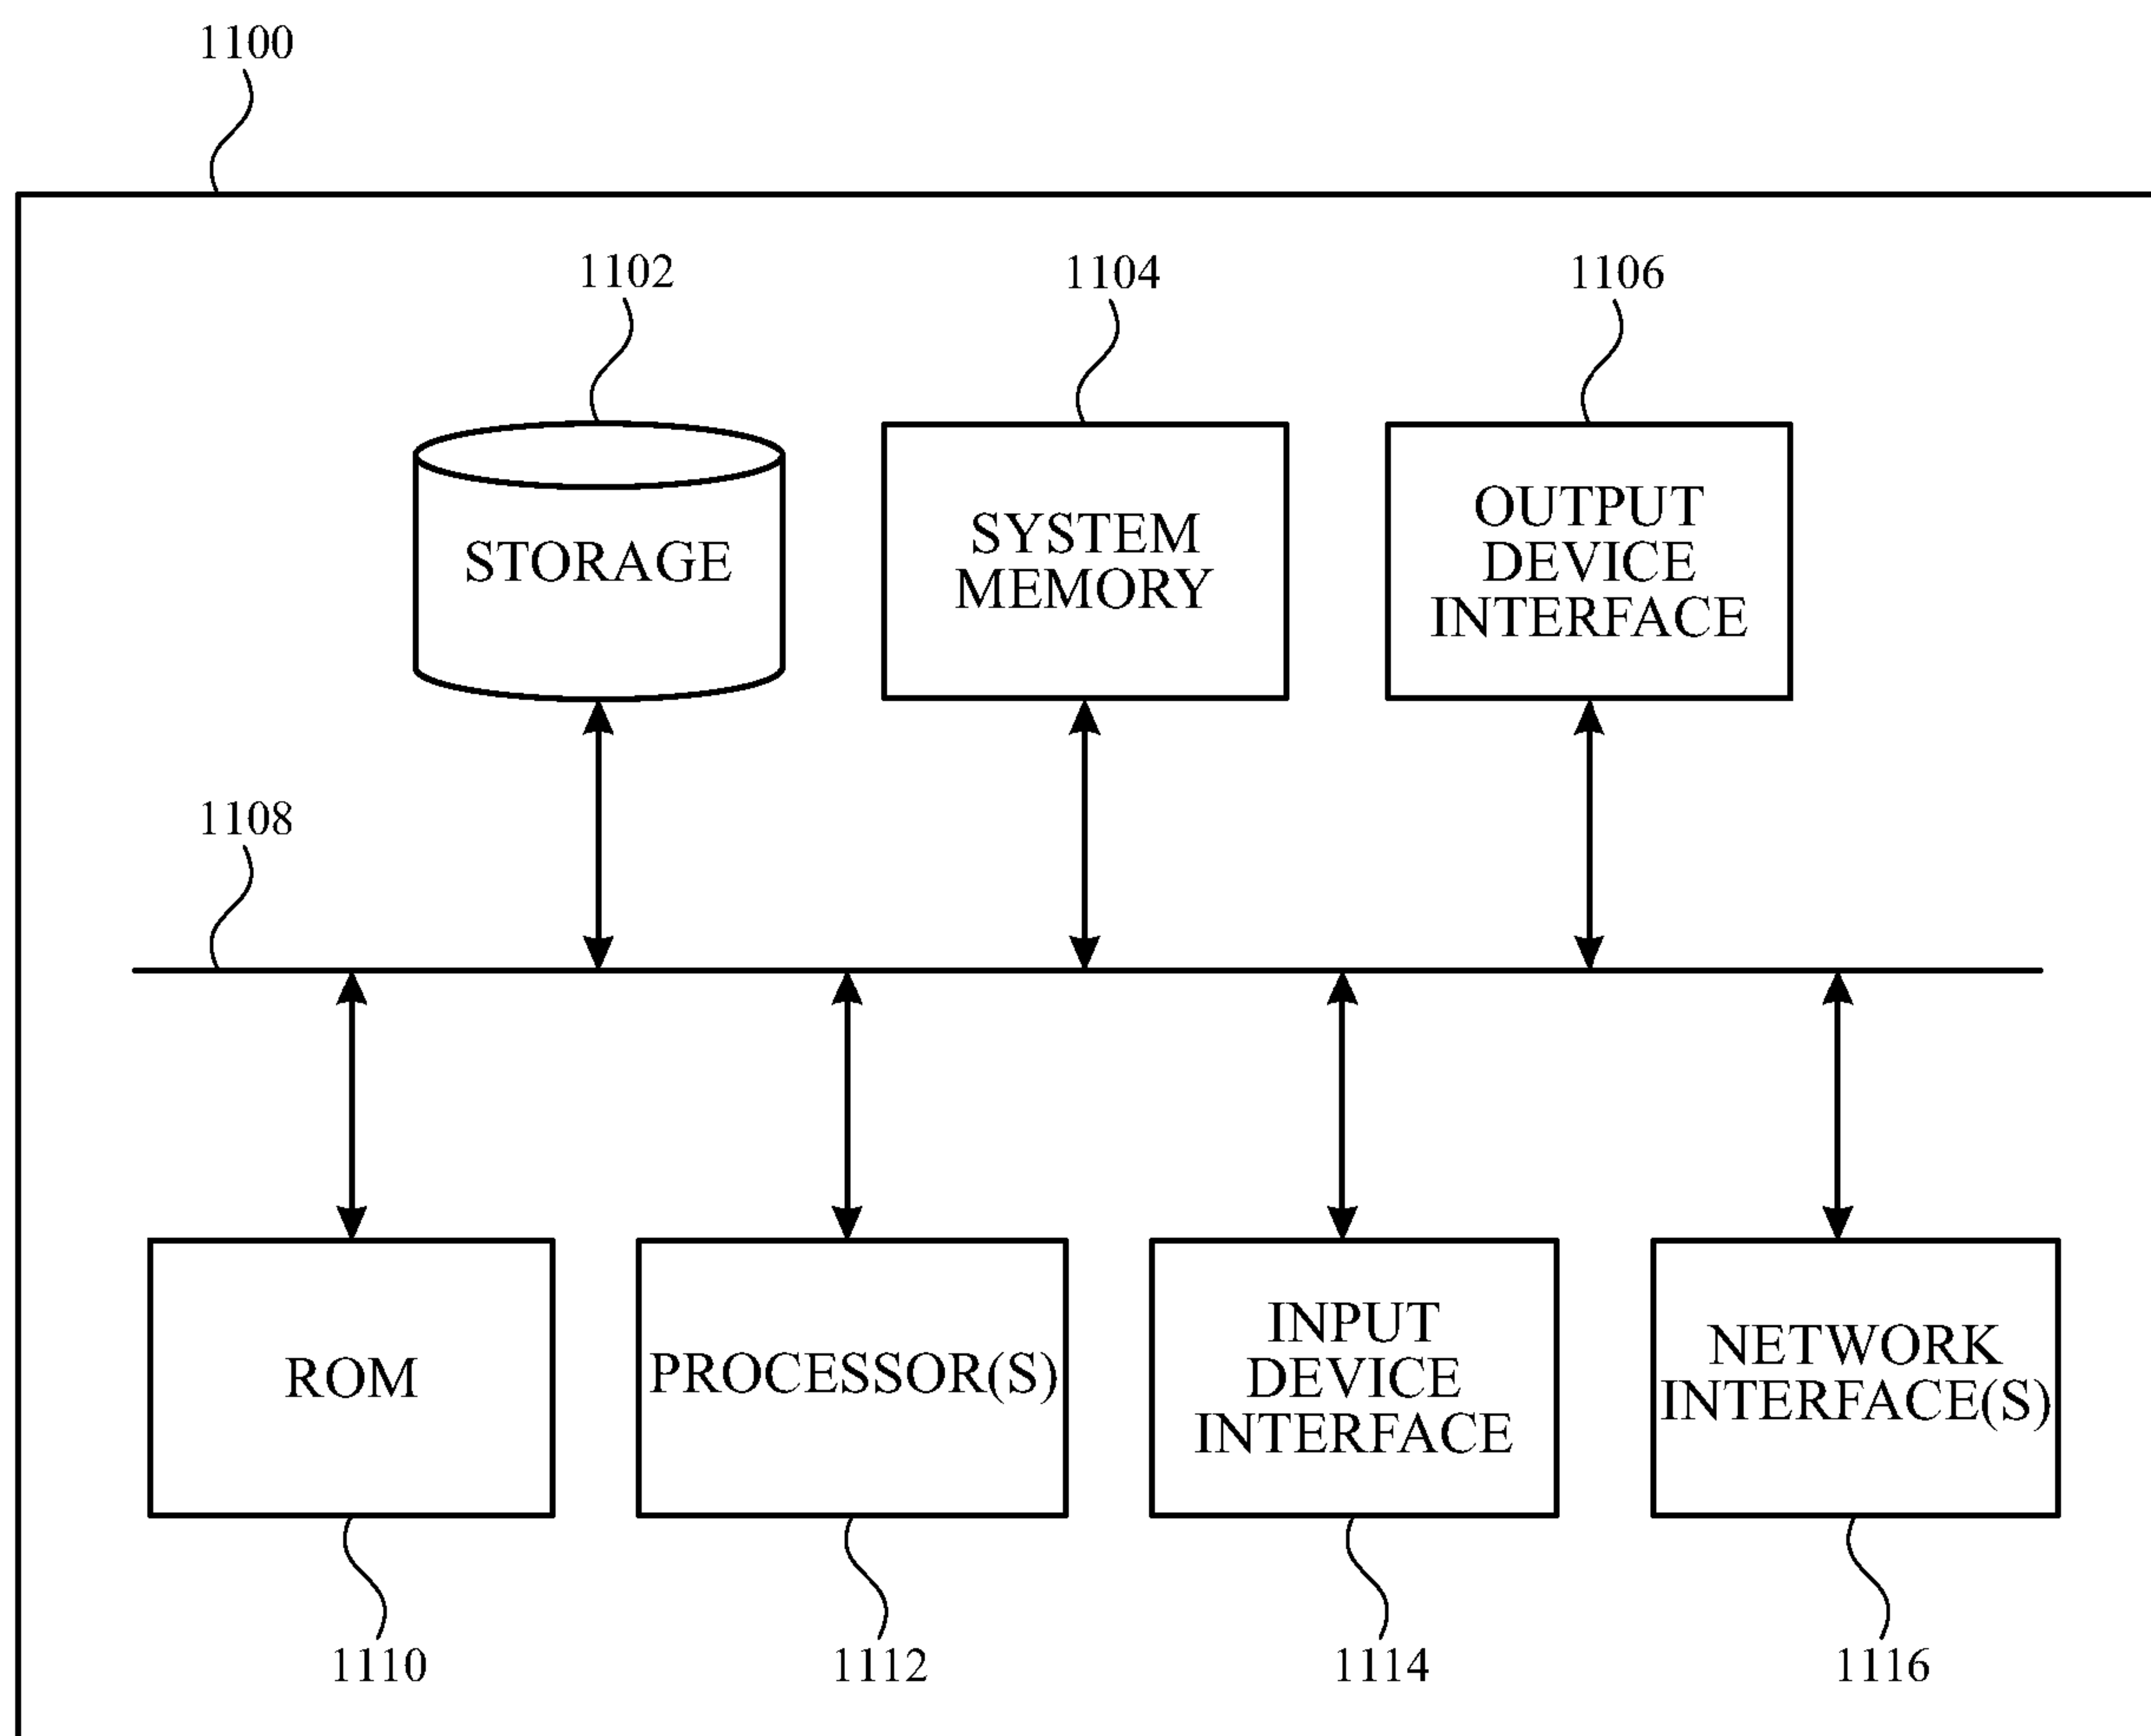 1100
1102
1104
1106
STORAGE
SYSTEM
MEMORY
OUTPUT
DEVICE
INTERFACE
1108
ROM
PROCESSOR(S)
INPUT
DEVICE
INTERFACE
NETWORK
INTERFACE(S)
1110
1112
1114
1116